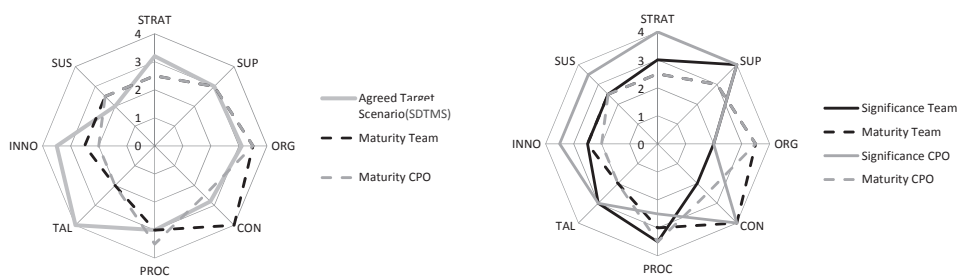 STRAT
4
SUS
3
SUP
2
1
INNO
0
ORG
TAL
CON
PROC
Agreed Target
Scenario(SDTMS)
Maturity Team
Maturity CPO
STRAT
4
SUS
3
SUP
2
1
INNO
0
ORG
TAL
CON
PROC
Significance Team
Maturity Team
Significance CPO
Maturity CPO